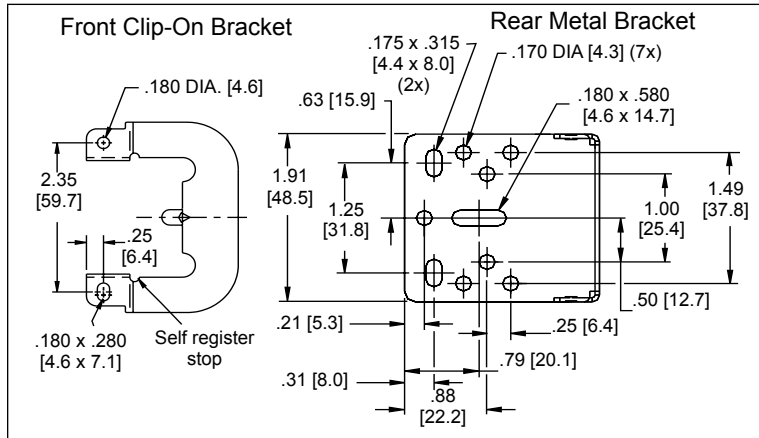 Front Clip-On Bracket
.180 DIA. [4.6]
2.35
[59.7]
.25
[6.4]
.180 x .280
[4.6 x 7.1]
Self register
stop
Rear Metal Bracket
.175 x .315
[4.4 x 8.0]
(2x)
.170 DIA [4.3] (7x)
.63 [15.9]
.180 x .580
[4.6 x 14.7]
1.91
[48.5]
1.25
[31.8]
1.00
[25.4]
1.49
[37.8]
.50 [12.7]
.21 [5.3]
.25 [6.4]
.79 [20.1]
.31 [8.0]
.88
[22.2]